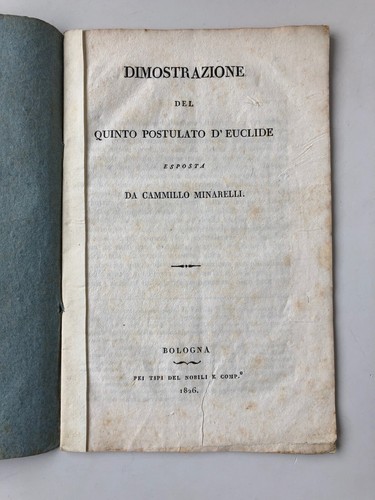 DIMOSTRAZIONE
DEL
QUINTO POSTULATO D'EUCLIDE
ESPOSTA
DA CAMMILLO MINARELLI.
BOLOGNA
PEI TIPI DEL NOBILI E COMP.°
1826.